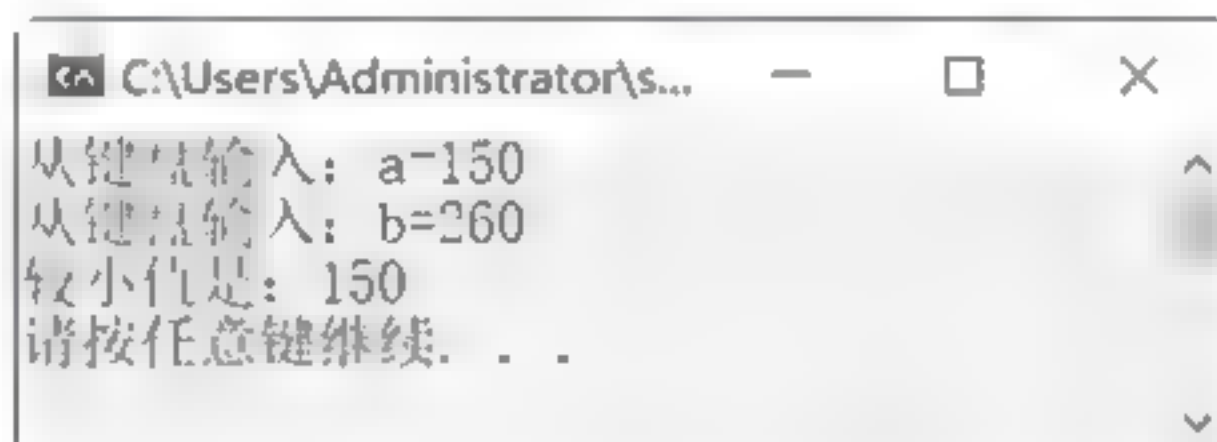 C:\Users\Administrator\s...
从键盘输入: a=150
从键盘输入: b=260
较小值是: 150
请按任意键继续. . .